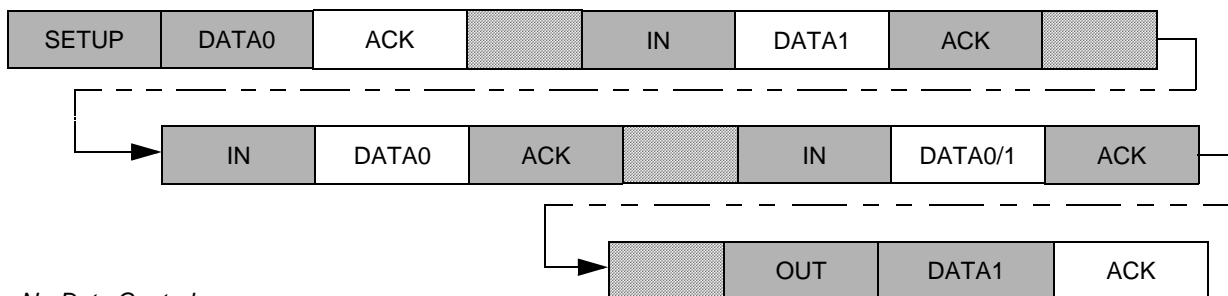 SETUP DATA0 ACK IN DATA1 ACK
IN DATA0 ACK IN DATA0/1 ACK
OUT DATA1 ACK